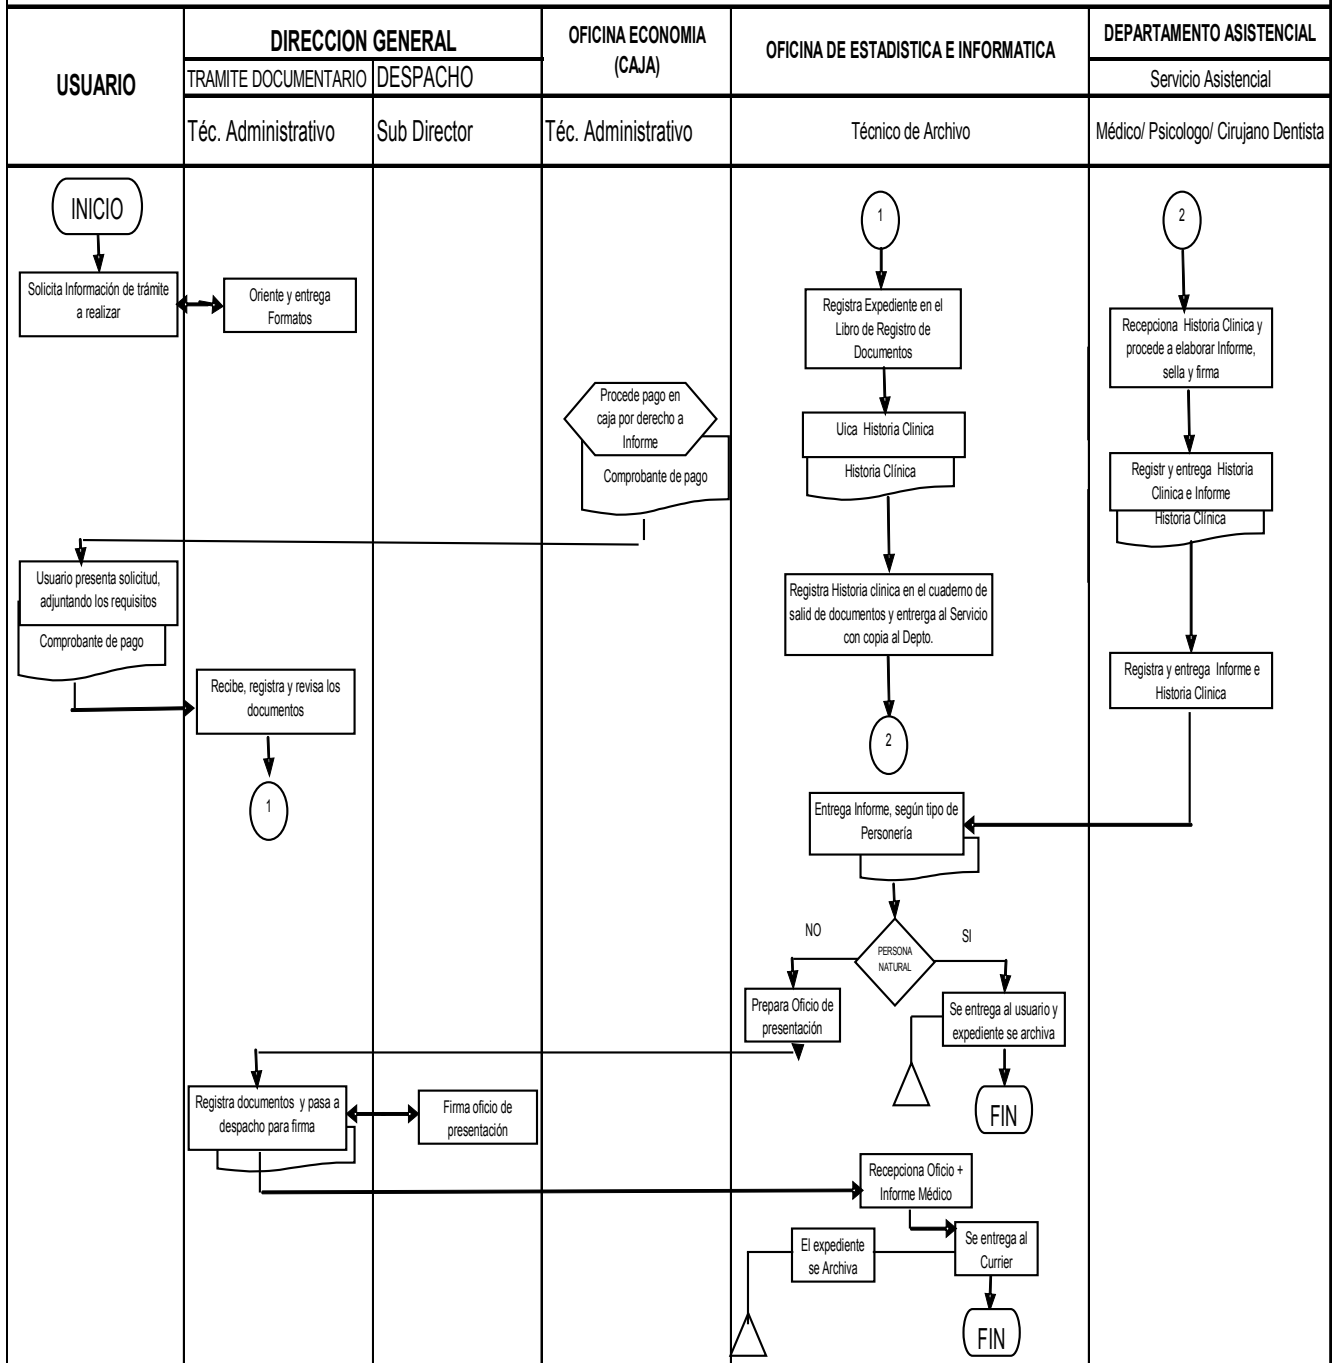 USUARIO
DIRECCION GENERAL
TRAMITE DOCUMENTARIO
DESPACHO
Téc. Administrativo
Sub Director
OFICINA ECONOMIA
(CAJA)
Téc. Administrativo
OFICINA DE ESTADISTICA E INFORMATICA
Técnico de Archivo
DEPARTAMENTO ASISTENCIAL
Servicio Asistencial
Médico/ Psicologo/ Cirujano Dentista
INICIO
Solicita Información de trámite
a realizar
Oriente y entrega
Formatos
Procede pago en
caja por derecho a
Informe
Comprobante de pago
Usuario presenta solicitud,
adjuntando los requisitos
Comprobante de pago
Recibe, registra y revisa los
documentos
1
1
Registra Expediente en el
Libro de Registro de
Documentos
Uica Historia Clinica
Historia Clínica
Registra Historia clinica en el cuaderno de
salid de documentos y entrerga al Servicio
con copia al Depto.
2
2
Recepciona Historia Clinica y
procede a elaborar Informe,
sella y firma
Registr y entrega Historia
Clinica e Informe
Historia Clínica
Registra y entrega Informe e
Historia Clinica
Entrega Informe, según tipo de
Personería
PERSONA
NATURAL
NO
SI
Prepara Oficio de
presentación
Se entrega al usuario y
expediente se archiva
FIN
Registra documentos y pasa a
despacho para firma
Firma oficio de
presentación
Recepciona Oficio +
Informe Médico
Se entrega al
Currier
El expediente
se Archiva
FIN